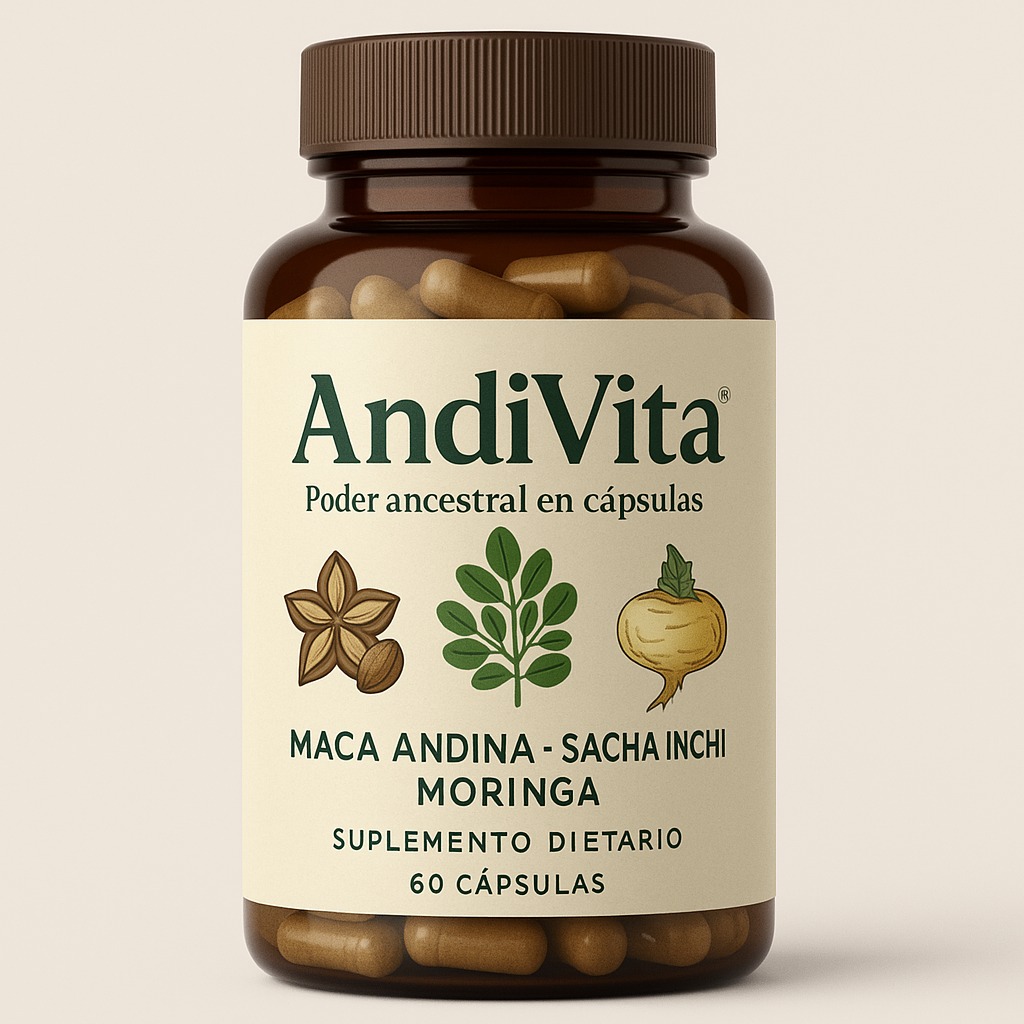 AndiVita®
Poder ancestral en cápsulas
MACA ANDINA - SACHA INCHI
MORINGA
SUPLEMENTO DIETARIO
60 CÁPSULAS